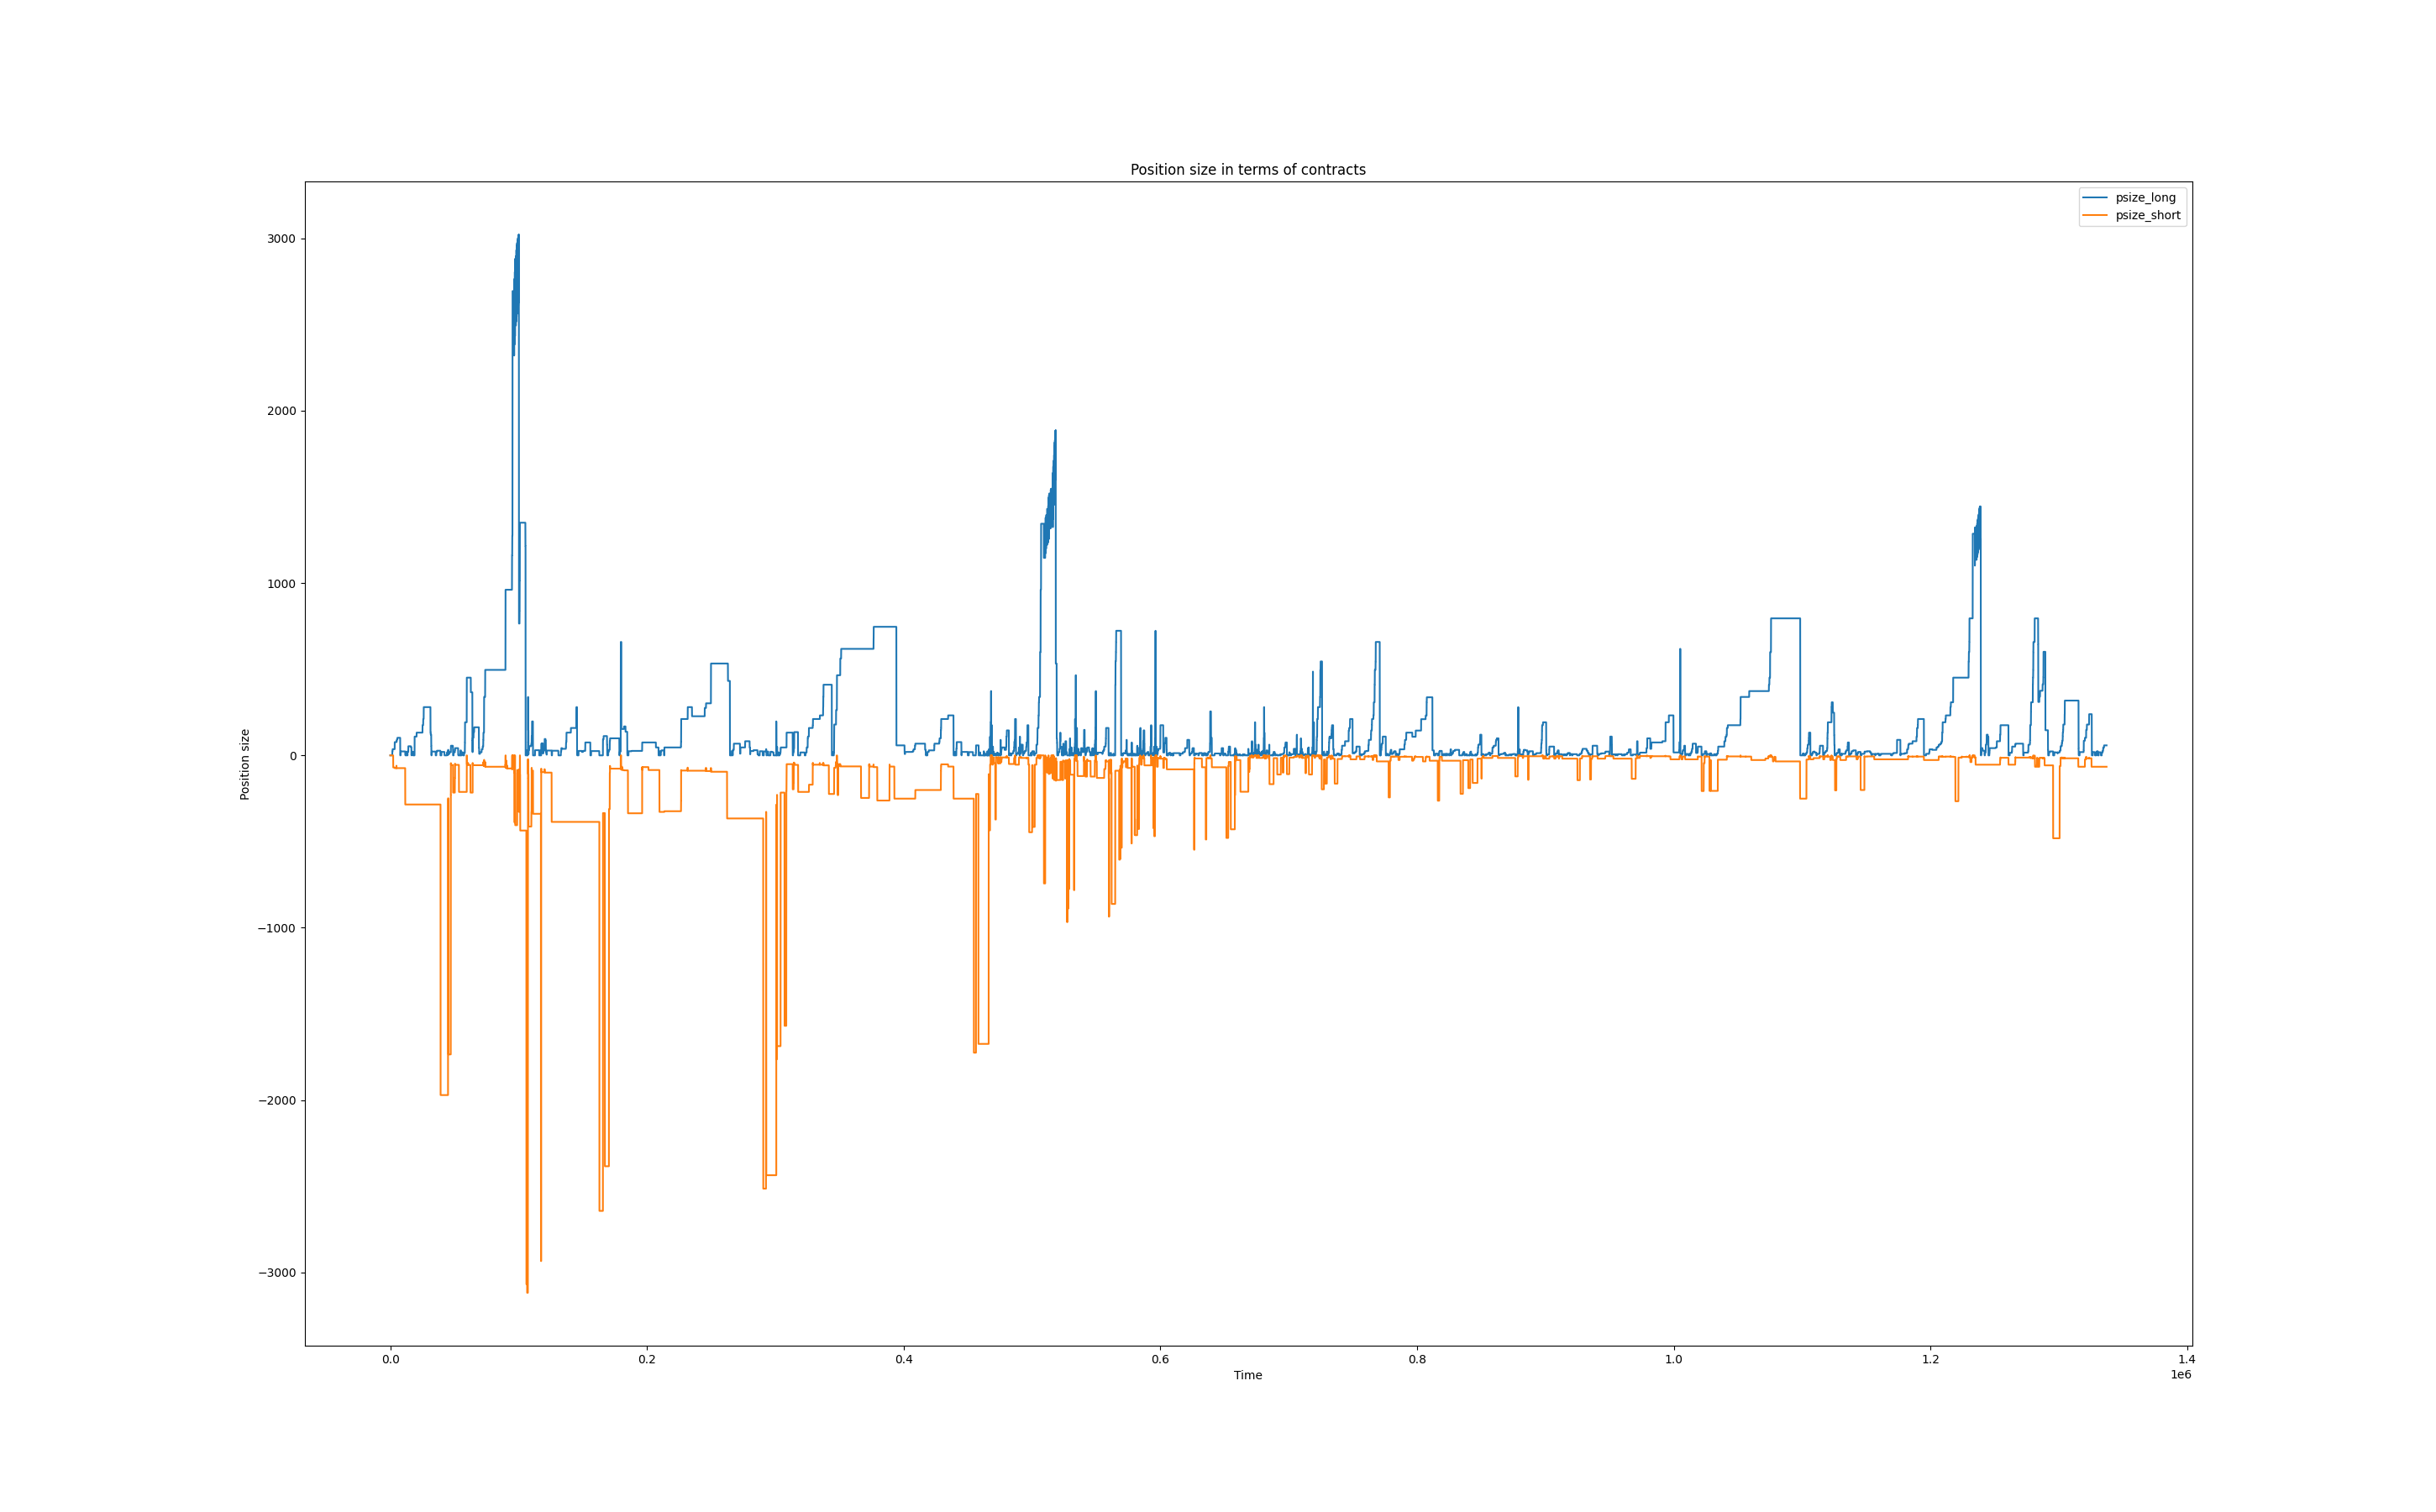 Position size in terms of contracts
psize_long
psize_short
3000
2000
1000
0
−1000
−2000
−3000
Position size
0.0 0.2 0.4 0.6 0.8 1.0 1.2 1.4
Time
1e6